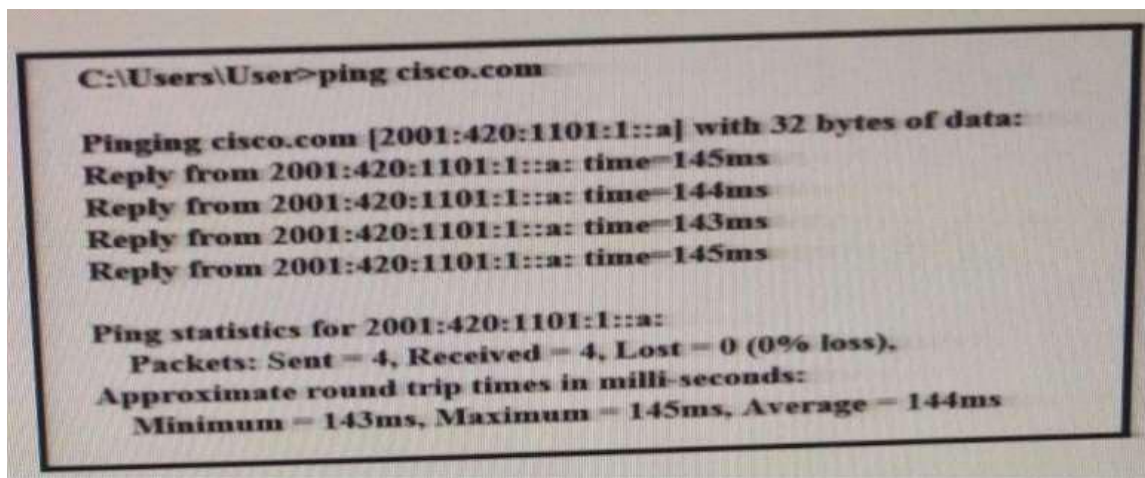 C:\Users\User>ping cisco.com
Pinging cisco.com [2001:420:1101:1::a] with 32 bytes of data:
Reply from 2001:420:1101:1::a: time=145ms
Reply from 2001:420:1101:1::a: time=144ms
Reply from 2001:420:1101:1::a: time=143ms
Reply from 2001:420:1101:1::a: time=145ms
Ping statistics for 2001:420:1101:1::a:
Packets: Sent = 4, Received = 4, Lost = 0 (0% loss),
Approximate round trip times in milli-seconds:
Minimum = 143ms, Maximum = 145ms, Average = 144ms